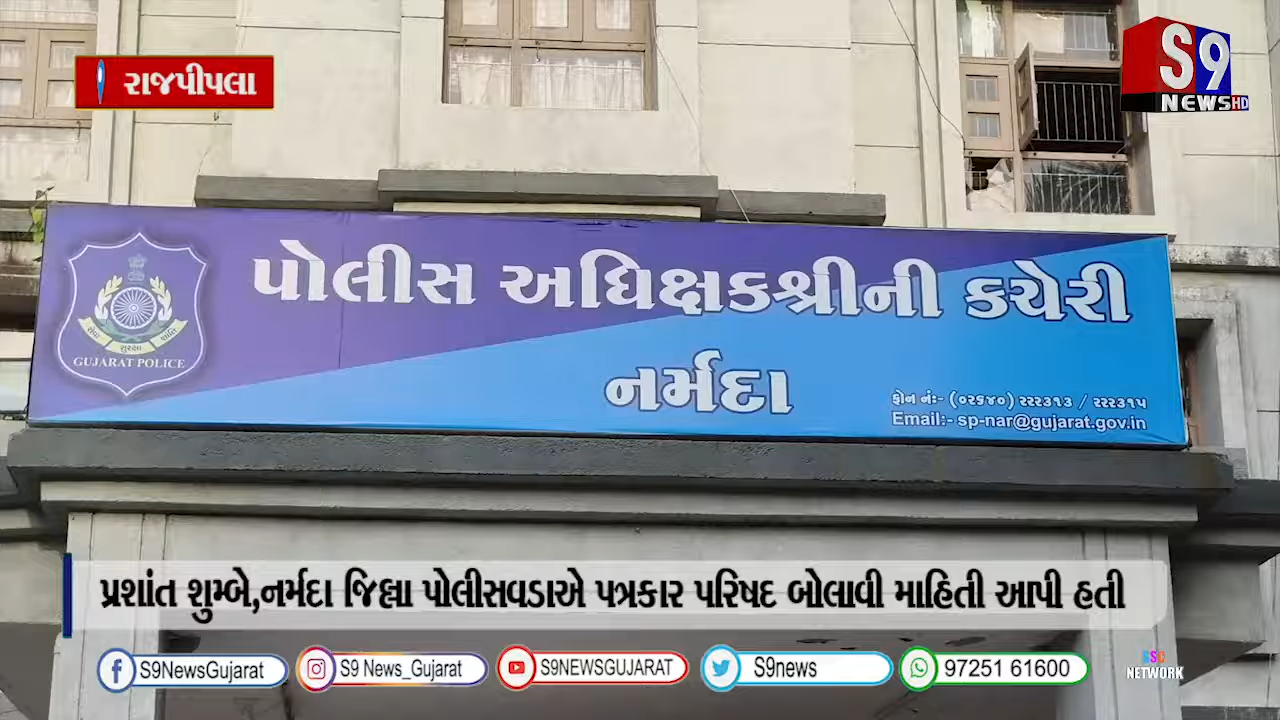 રાજપીપલા
S9
NEWS HD
પોલીસ અધિક્ષકશ્રીની કચેરી
નર્મદા
સેવા સુરક્ષા શાંતિ
GUJARAT POLICE
ફોન નં:- (૦૨૬૪૦) ૨૨૨૩૧૩ / ૨૨૨૩૧૫
Email:- sp-nar@gujarat.gov.in
પ્રશાંત શુમ્બે,નર્મદા જિલ્લા પોલીસવડાએ પત્રકાર પરિષદ બોલાવી માહિતી આપી હતી
S9NewsGujarat S9 News_Gujarat S9NEWSGUJARAT S9news 97251 61600
SSD
NETWORK